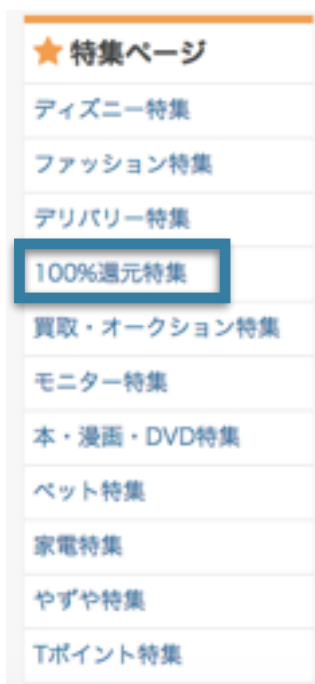 特集ページ
ディズニー特集
ファッション特集
デリバリー特集
100%還元特集
買取・オークション特集
モニター特集
本・漫画・DVD特集
ペット特集
家電特集
やずや特集
Tポイント特集